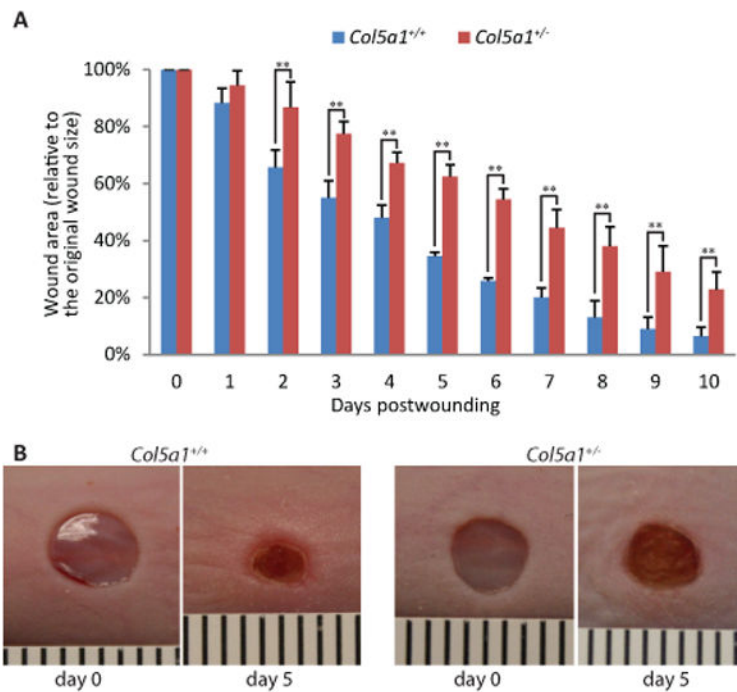 A
Col5a1+/+ Col5a1+/-
Wound area (relative to
the original wound size)
100%
80%
60%
40%
20%
0%
** ** ** ** ** ** ** ** **
0 1 2 3 4 5 6 7 8 9 10
Days postwounding
B
Col5a1+/+ Col5a1+/-
day 0 day 5 day 0 day 5